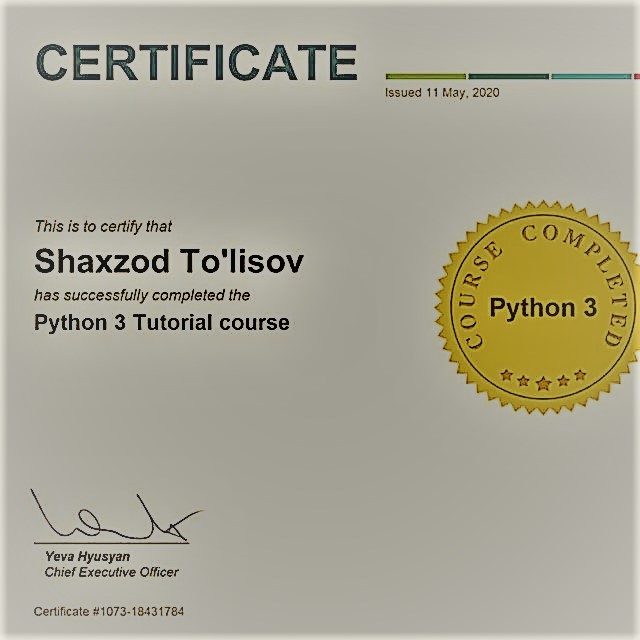 CERTIFICATE
Issued 11 May, 2020
This is to certify that
Shaxzod To'lisov
has successfully completed the
Python 3 Tutorial course
COURSE COMPLETED
Python 3
Yeva Hyusyan
Chief Executive Officer
Certificate #1073-18431784